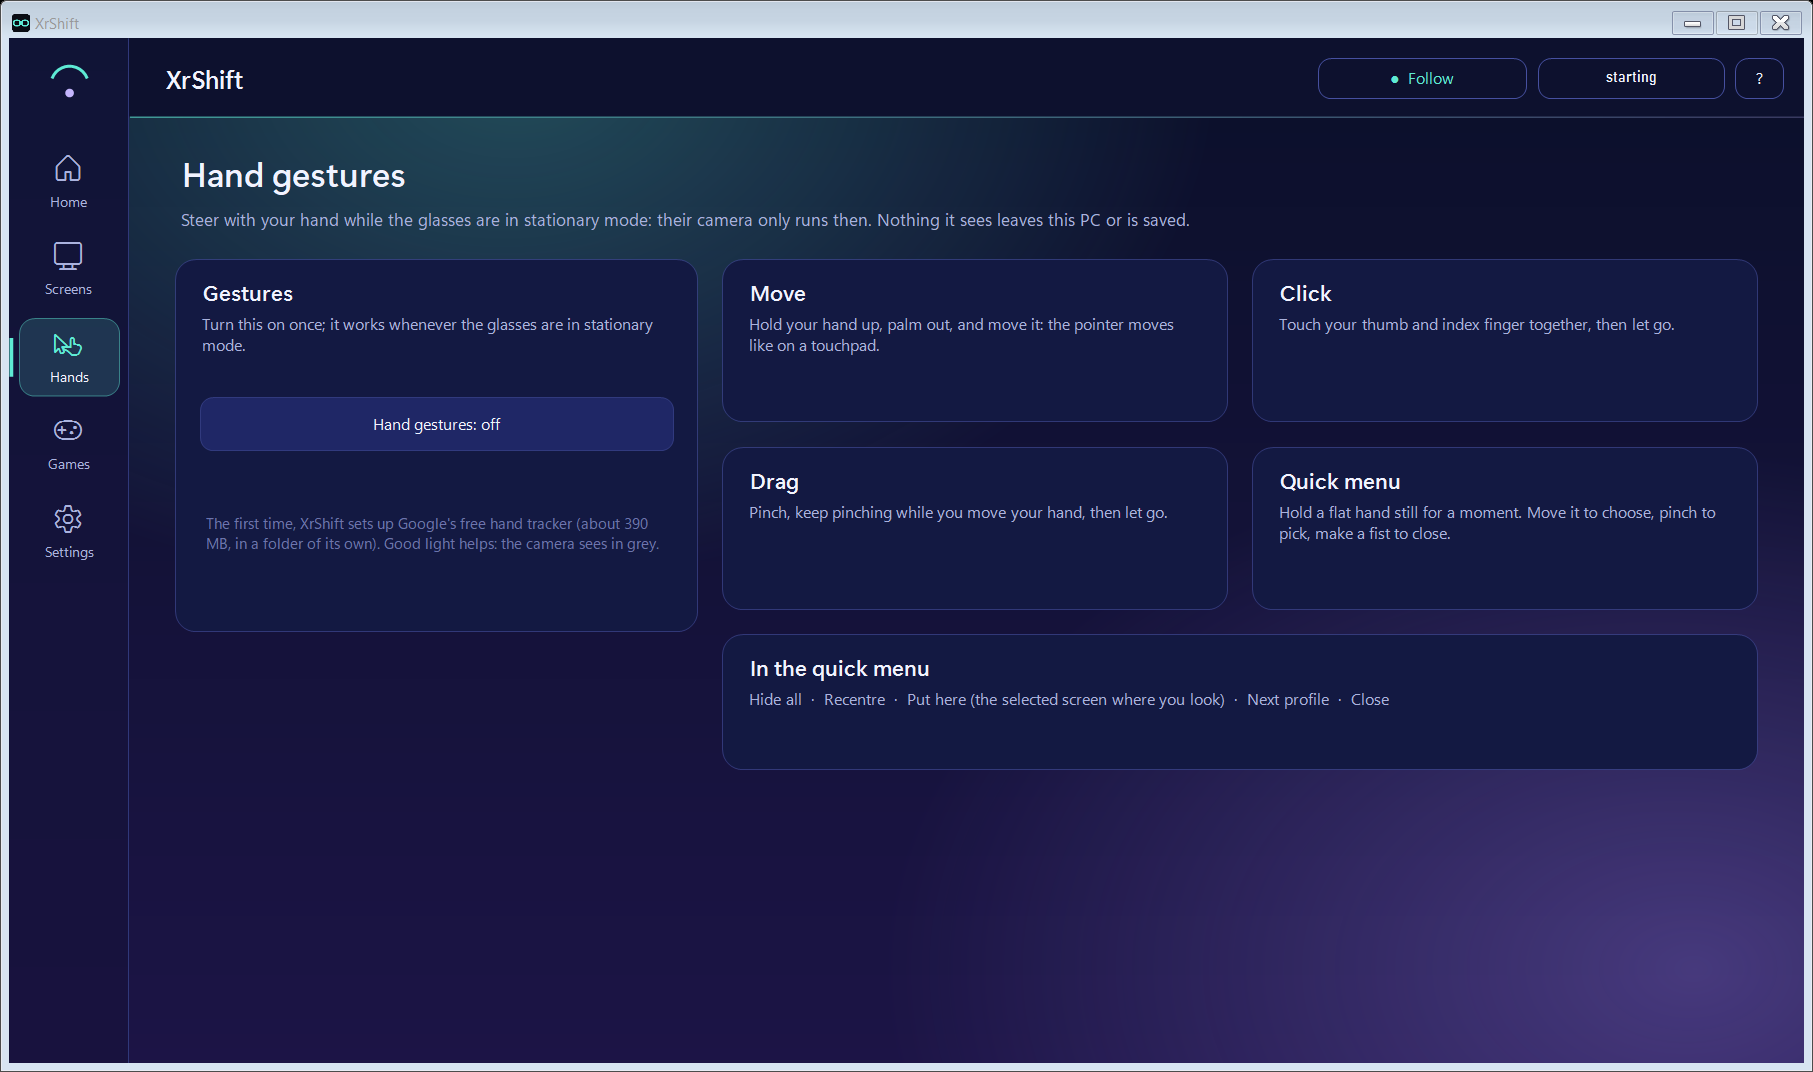 XrShift
XrShift
● Follow
starting
?
Home
Screens
Hands
Games
Settings
Hand gestures
Steer with your hand while the glasses are in stationary mode: their camera only runs then. Nothing it sees leaves this PC or is saved.
Gestures
Turn this on once; it works whenever the glasses are in stationary
mode.
Hand gestures: off
The first time, XrShift sets up Google's free hand tracker (about 390
MB, in a folder of its own). Good light helps: the camera sees in grey.
Move
Hold your hand up, palm out, and move it: the pointer moves
like on a touchpad.
Click
Touch your thumb and index finger together, then let go.
Drag
Pinch, keep pinching while you move your hand, then let go.
Quick menu
Hold a flat hand still for a moment. Move it to choose, pinch to
pick, make a fist to close.
In the quick menu
Hide all · Recentre · Put here (the selected screen where you look) · Next profile · Close